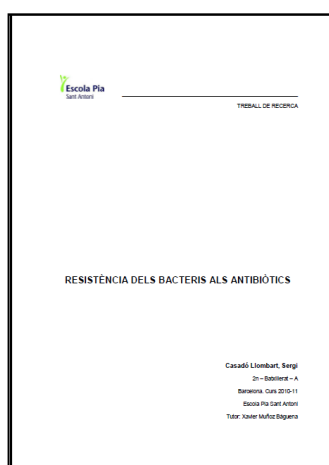 Escola Pia
Sant Antoni
TREBALL DE RECERCA
RESISTÈNCIA DELS BACTERIS ALS ANTIBIÒTICS
Casadó Llombart, Sergi
2n – Batxillerat – A
Barcelona. Curs 2010-11
Escola Pia Sant Antoni
Tutor: Xavier Muñoz Báguena